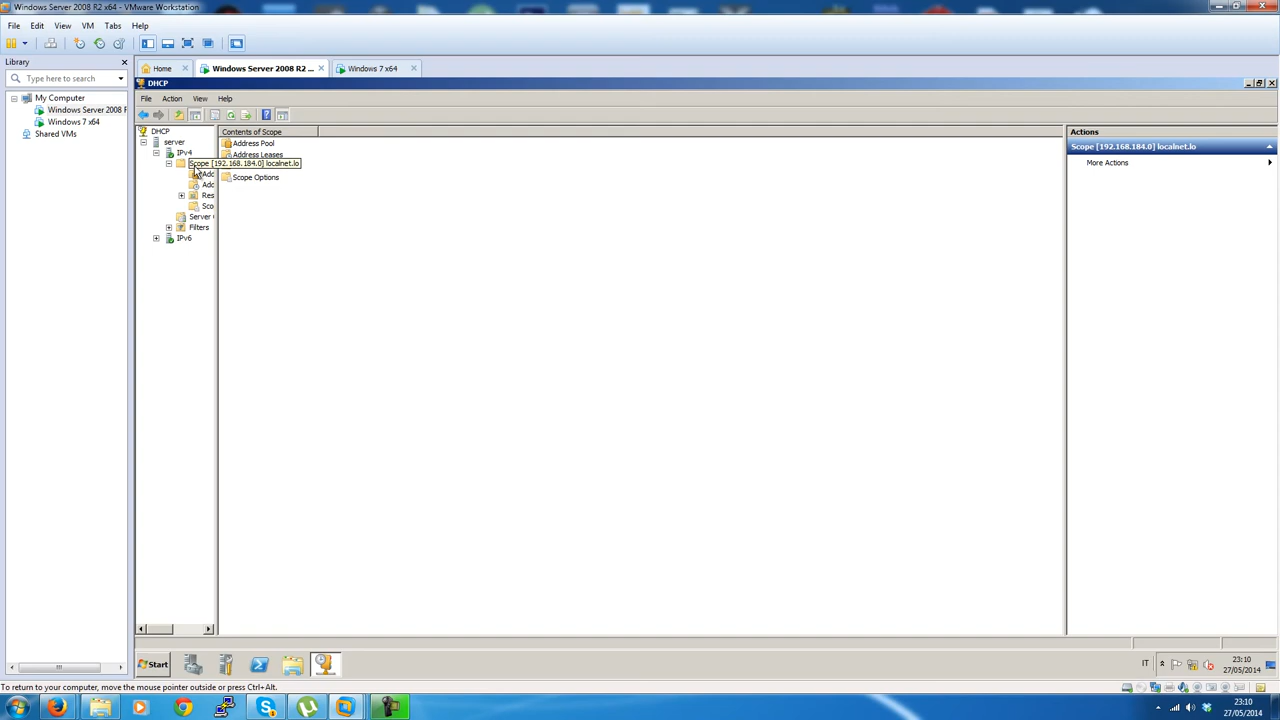 Windows Server 2008 R2 x64 - VMware Workstation
File Edit View VM Tabs Help
Library
Type here to search
My Computer
Windows Server 2008 F
Windows 7 x64
Shared VMs
Home
Windows Server 2008 R2 ...
Windows 7 x64
DHCP
File Action View Help
DHCP
server
IPv4
Scope [192.168.184.0] localnet.lo
Add
Add
Res
Sco
Server
Filters
IPv6
Contents of Scope
Address Pool
Address Leases
Scope Options
Actions
Scope [192.168.184.0] localnet.lo
More Actions
Start
IT
23:10
27/05/2014
To return to your computer, move the mouse pointer outside or press Ctrl+Alt.
23:10
27/05/2014